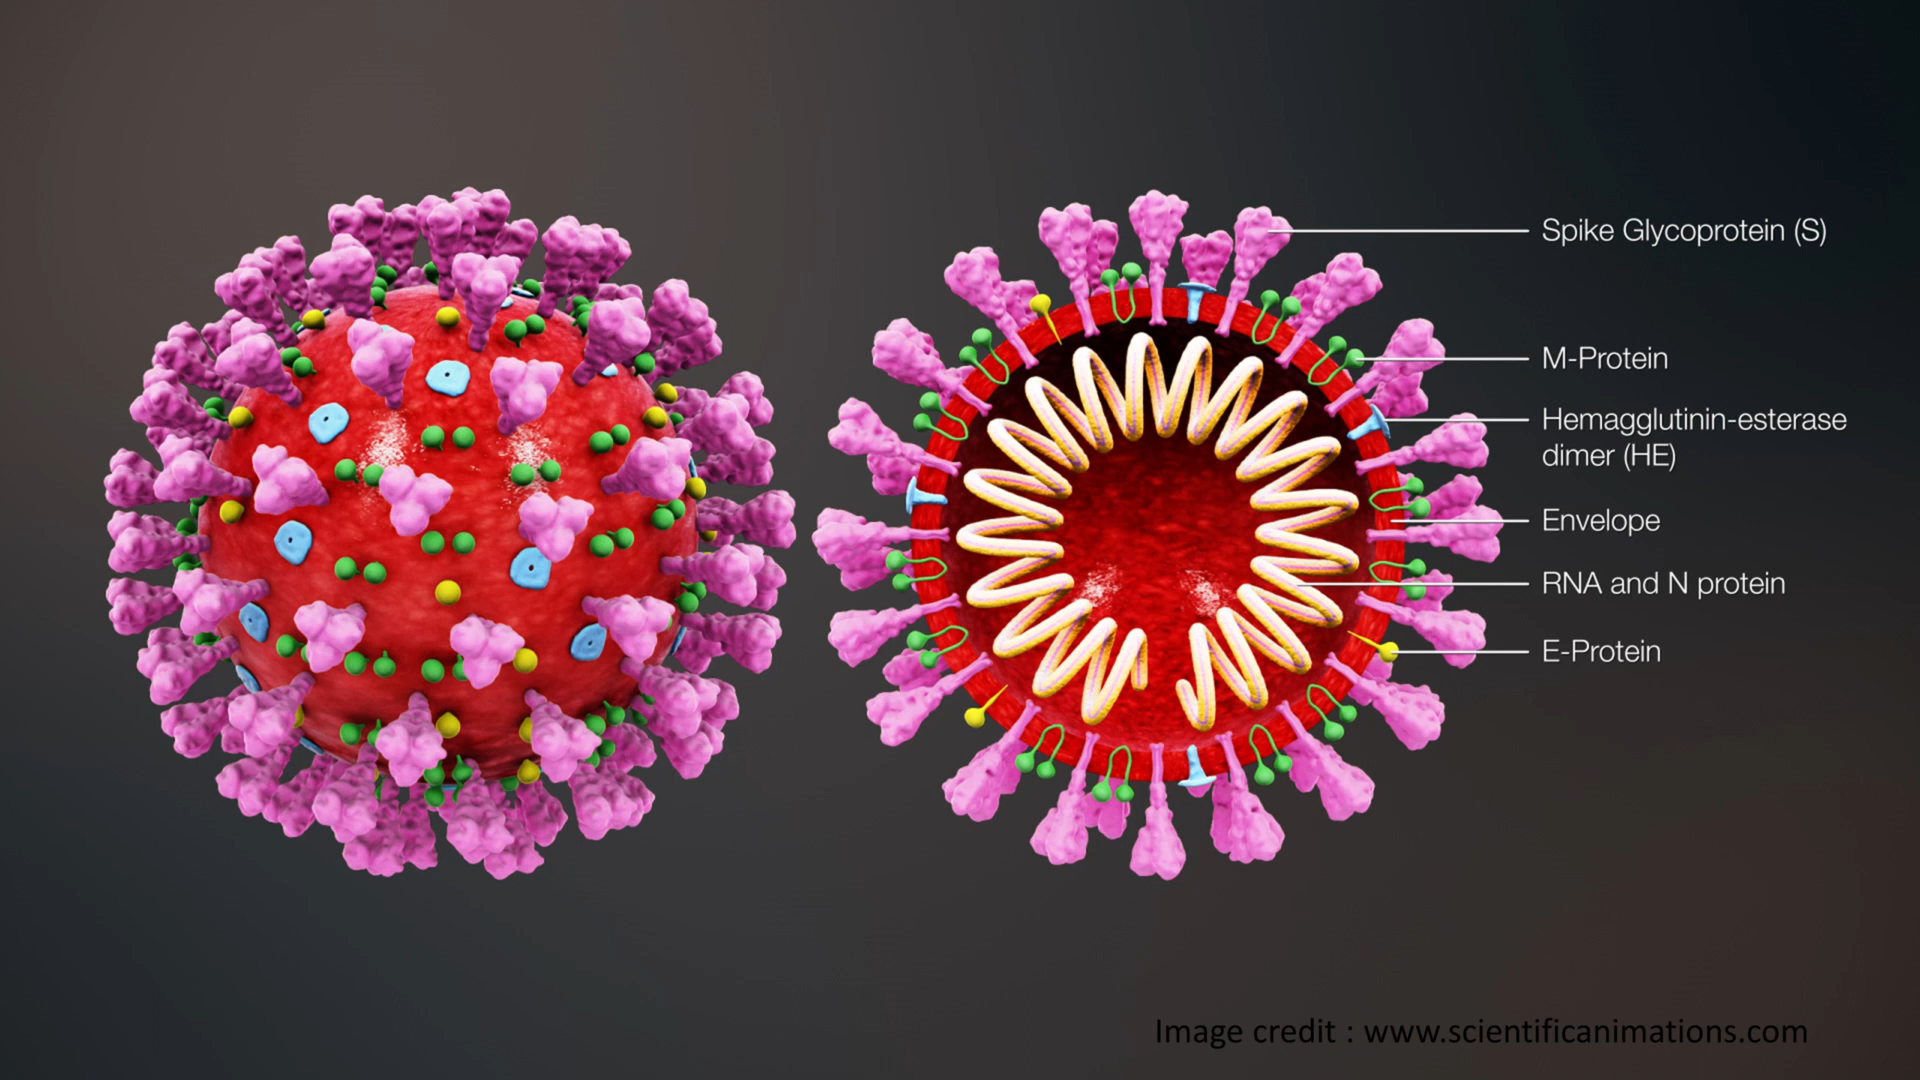 Spike Glycoprotein (S)
M-Protein
Hemagglutinin-esterase
dimer (HE)
Envelope
RNA and N protein
E-Protein
Image credit : www.scientificanimations.com